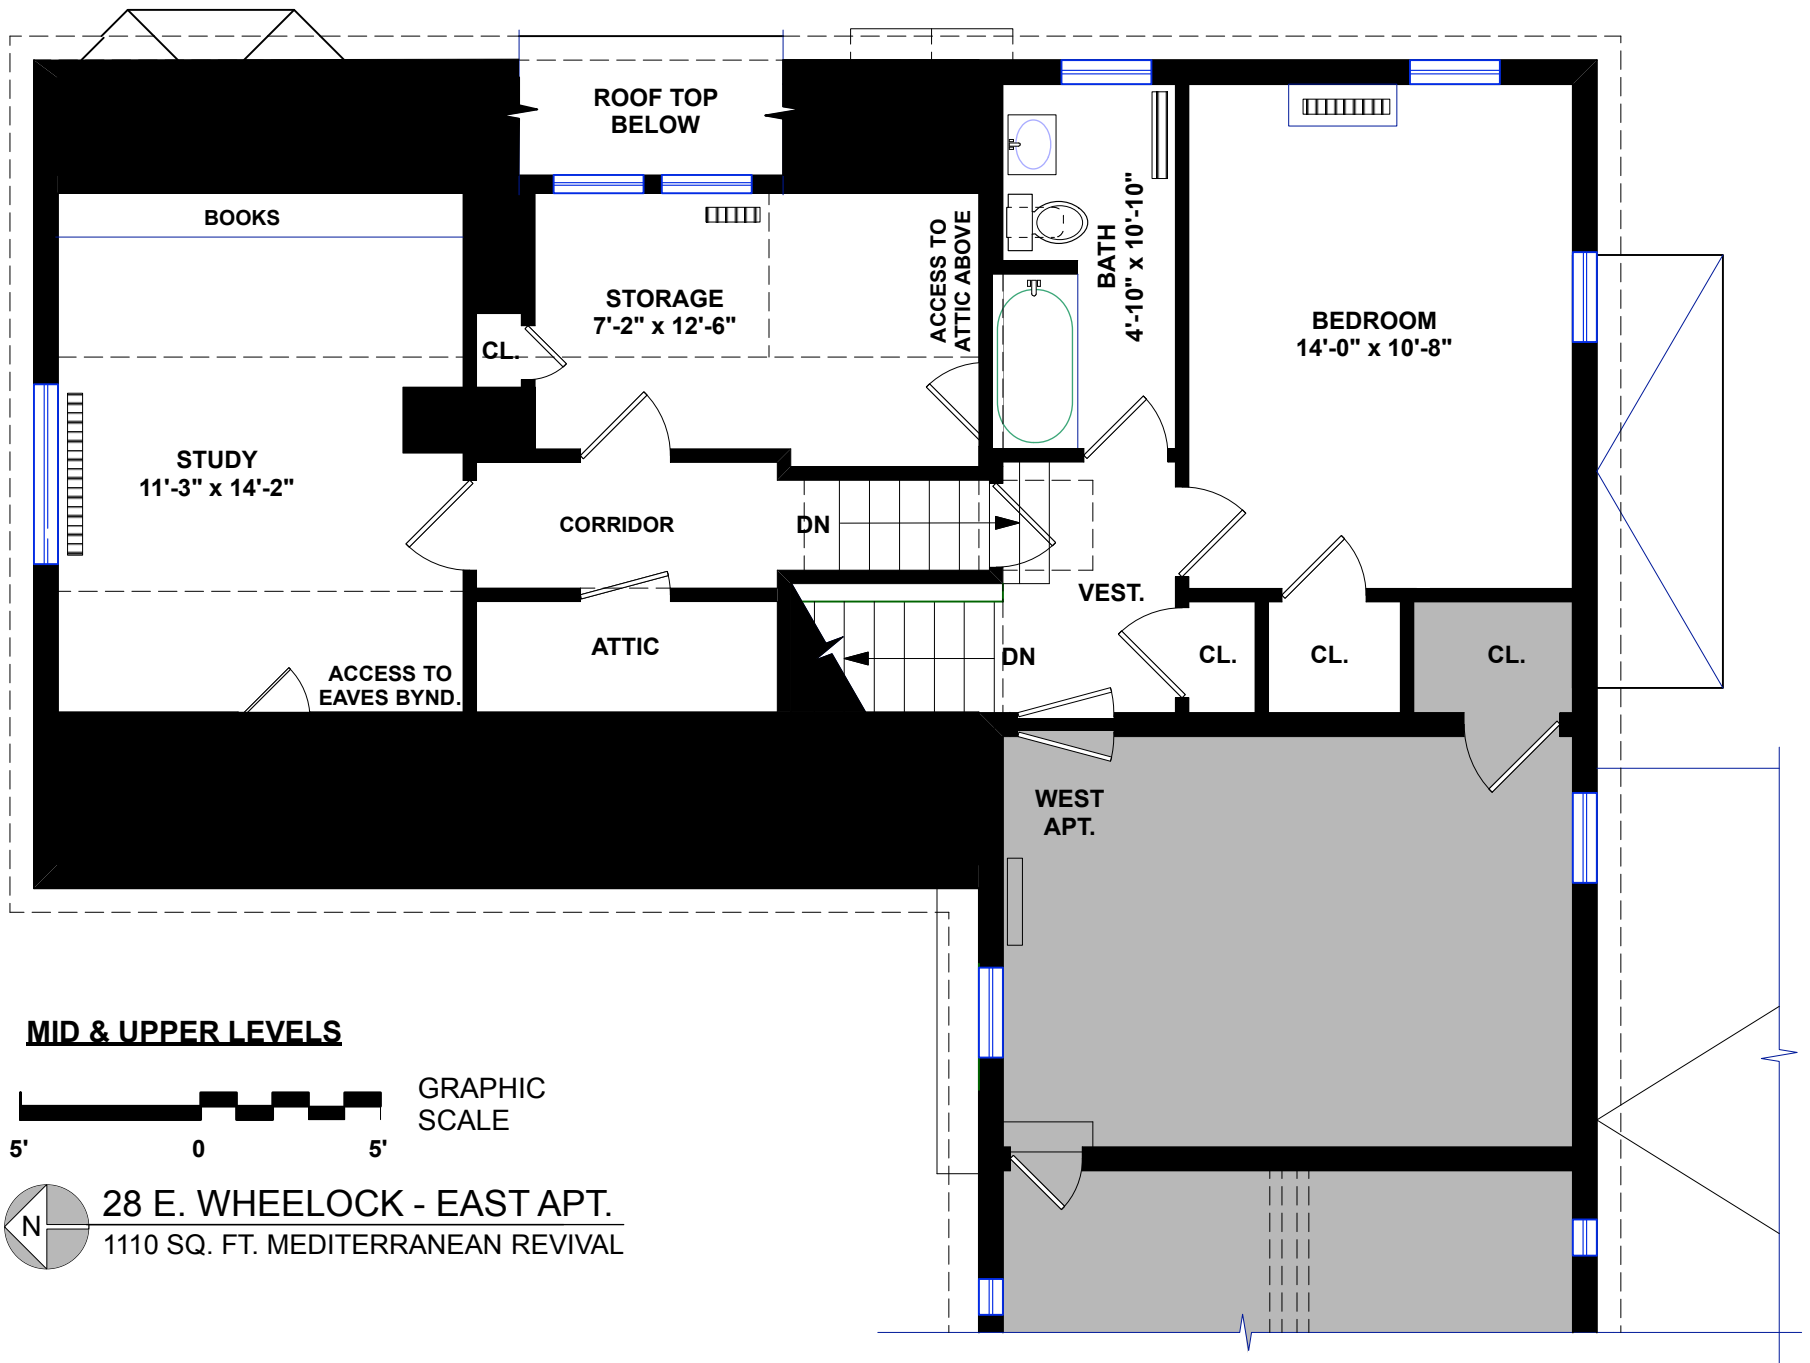 ROOF TOP
BELOW
BOOKS
ACCESS TO
ATTIC ABOVE
BATH
4'-10" x 10'-10"
STORAGE
7'-2" x 12'-6"
CL.
BEDROOM
14'-0" x 10'-8"
STUDY
11'-3" x 14'-2"
CORRIDOR
DN
VEST.
ATTIC
DN
CL.
CL.
CL.
ACCESS TO
EAVES BYND.
WEST
APT.
MID & UPPER LEVELS
GRAPHIC
SCALE
5' 0 5'
N
28 E. WHEELOCK - EAST APT.
1110 SQ. FT. MEDITERRANEAN REVIVAL